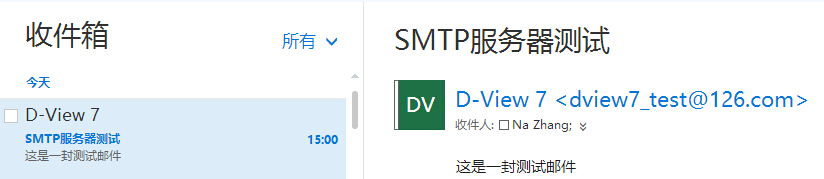 收件箱
所有
今天
D-View 7
SMTP服务器测试
15:00
这是一封测试邮件
SMTP服务器测试
DV
D-View 7 <dview7_test@126.com>
收件人: Na Zhang;
这是一封测试邮件